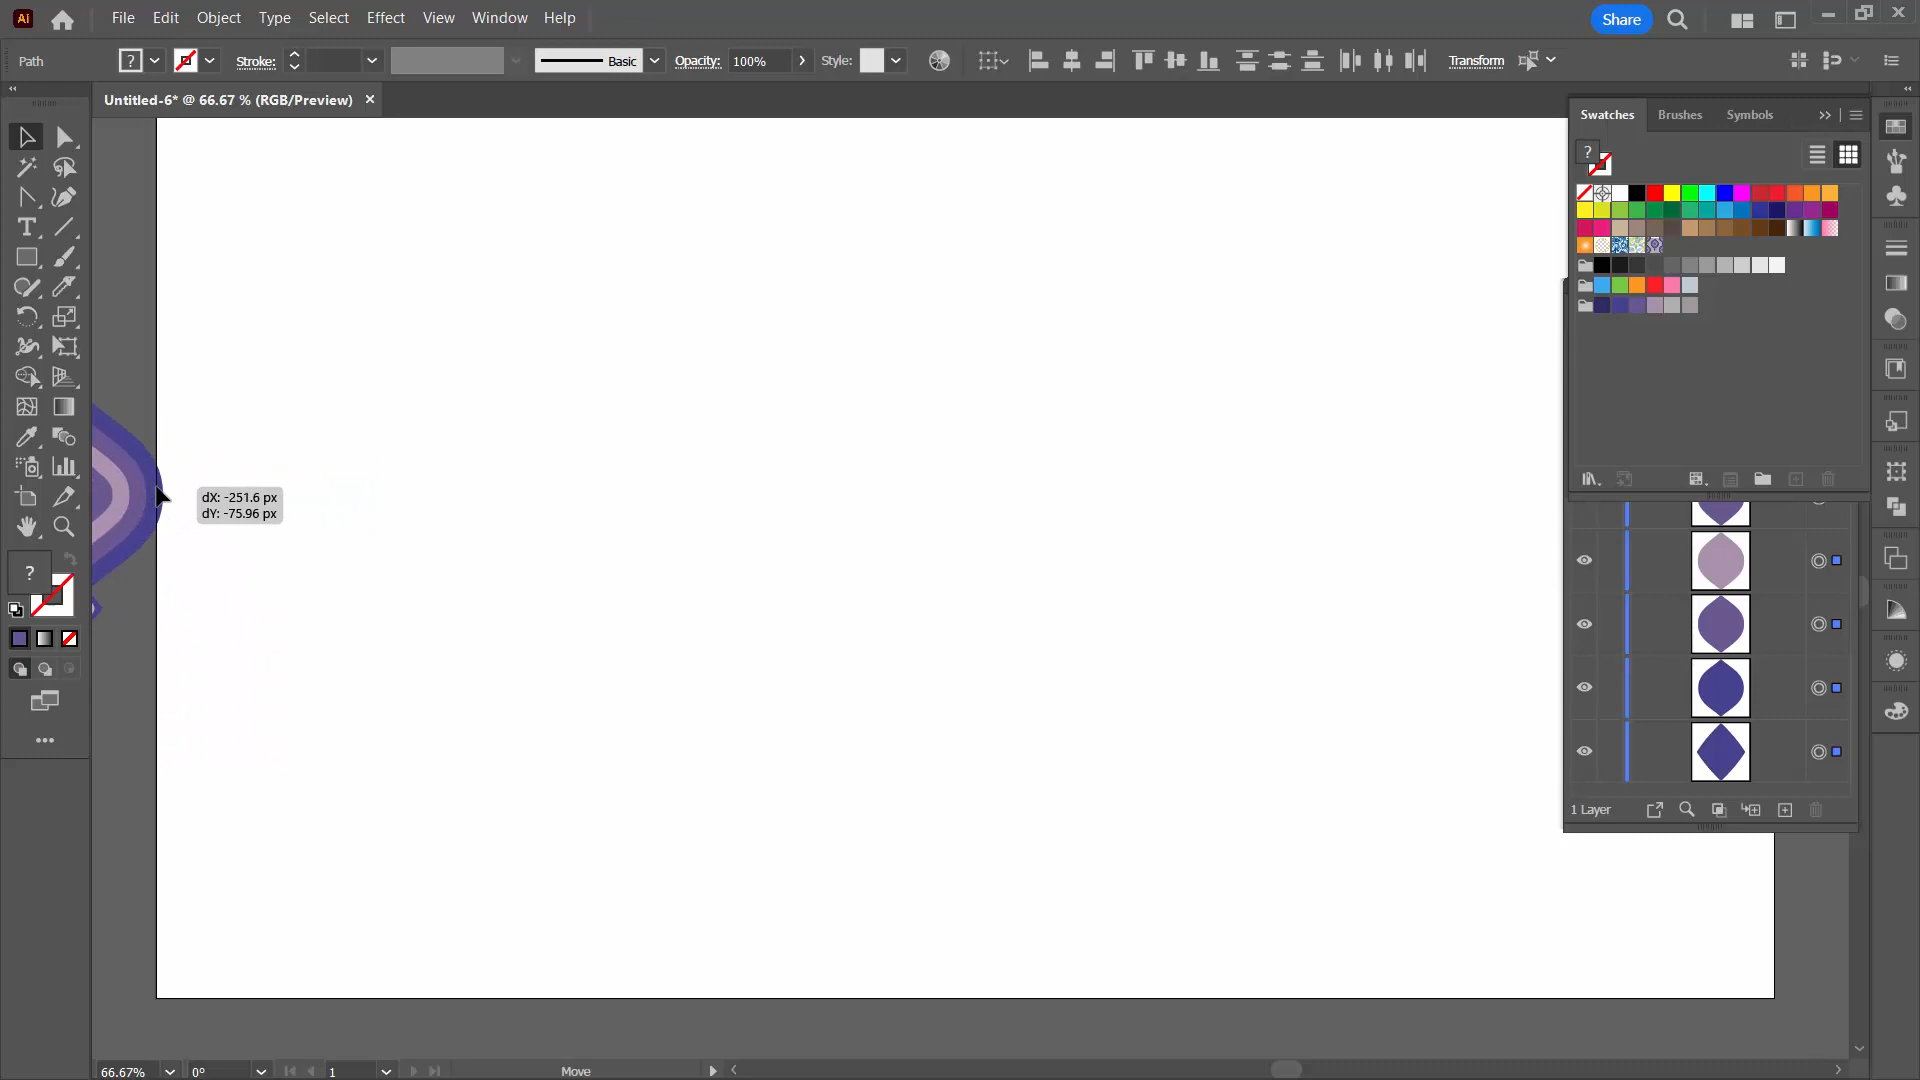 Ai File Edit Object Type Select Effect View Window Help Share
Path Stroke: Basic Opacity: 100% Style: Transform
Untitled-6* @ 66.67 % (RGB/Preview)
Swatches Brushes Symbols
?
dX: -251.6 px
dY: -75.96 px
?
1 Layer
66.67% 0° 1 Move